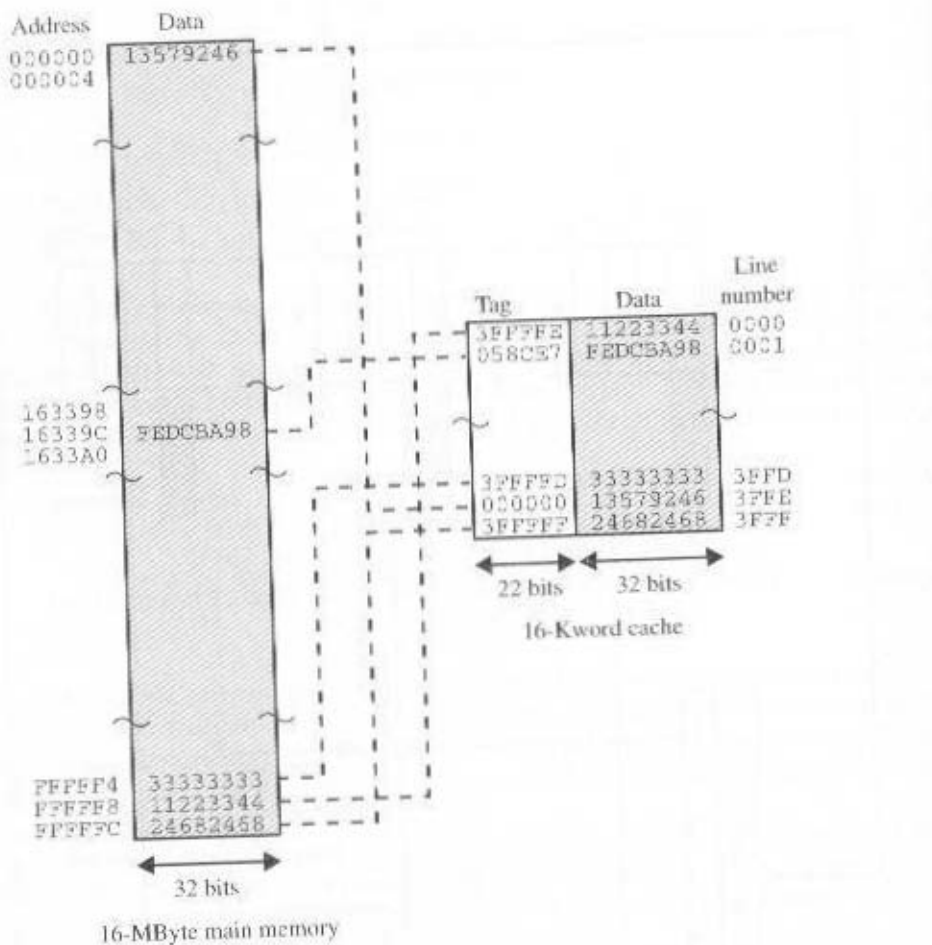 Address Data
000000 13579246
000004
163398
16339C FEDCBA98
1633A0
FFFFF4 33333333
FFFFF8 11223344
FFFFFC 24682468
32 bits
16-MByte main memory
Tag Data Line number
3FFFFE 11223344 0000
058CE7 FEDCBA98 0001
3FFFFD 33333333 3FFD
000000 13579246 3FFE
3FFFFF 24682468 3FFF
22 bits 32 bits
16-Kword cache